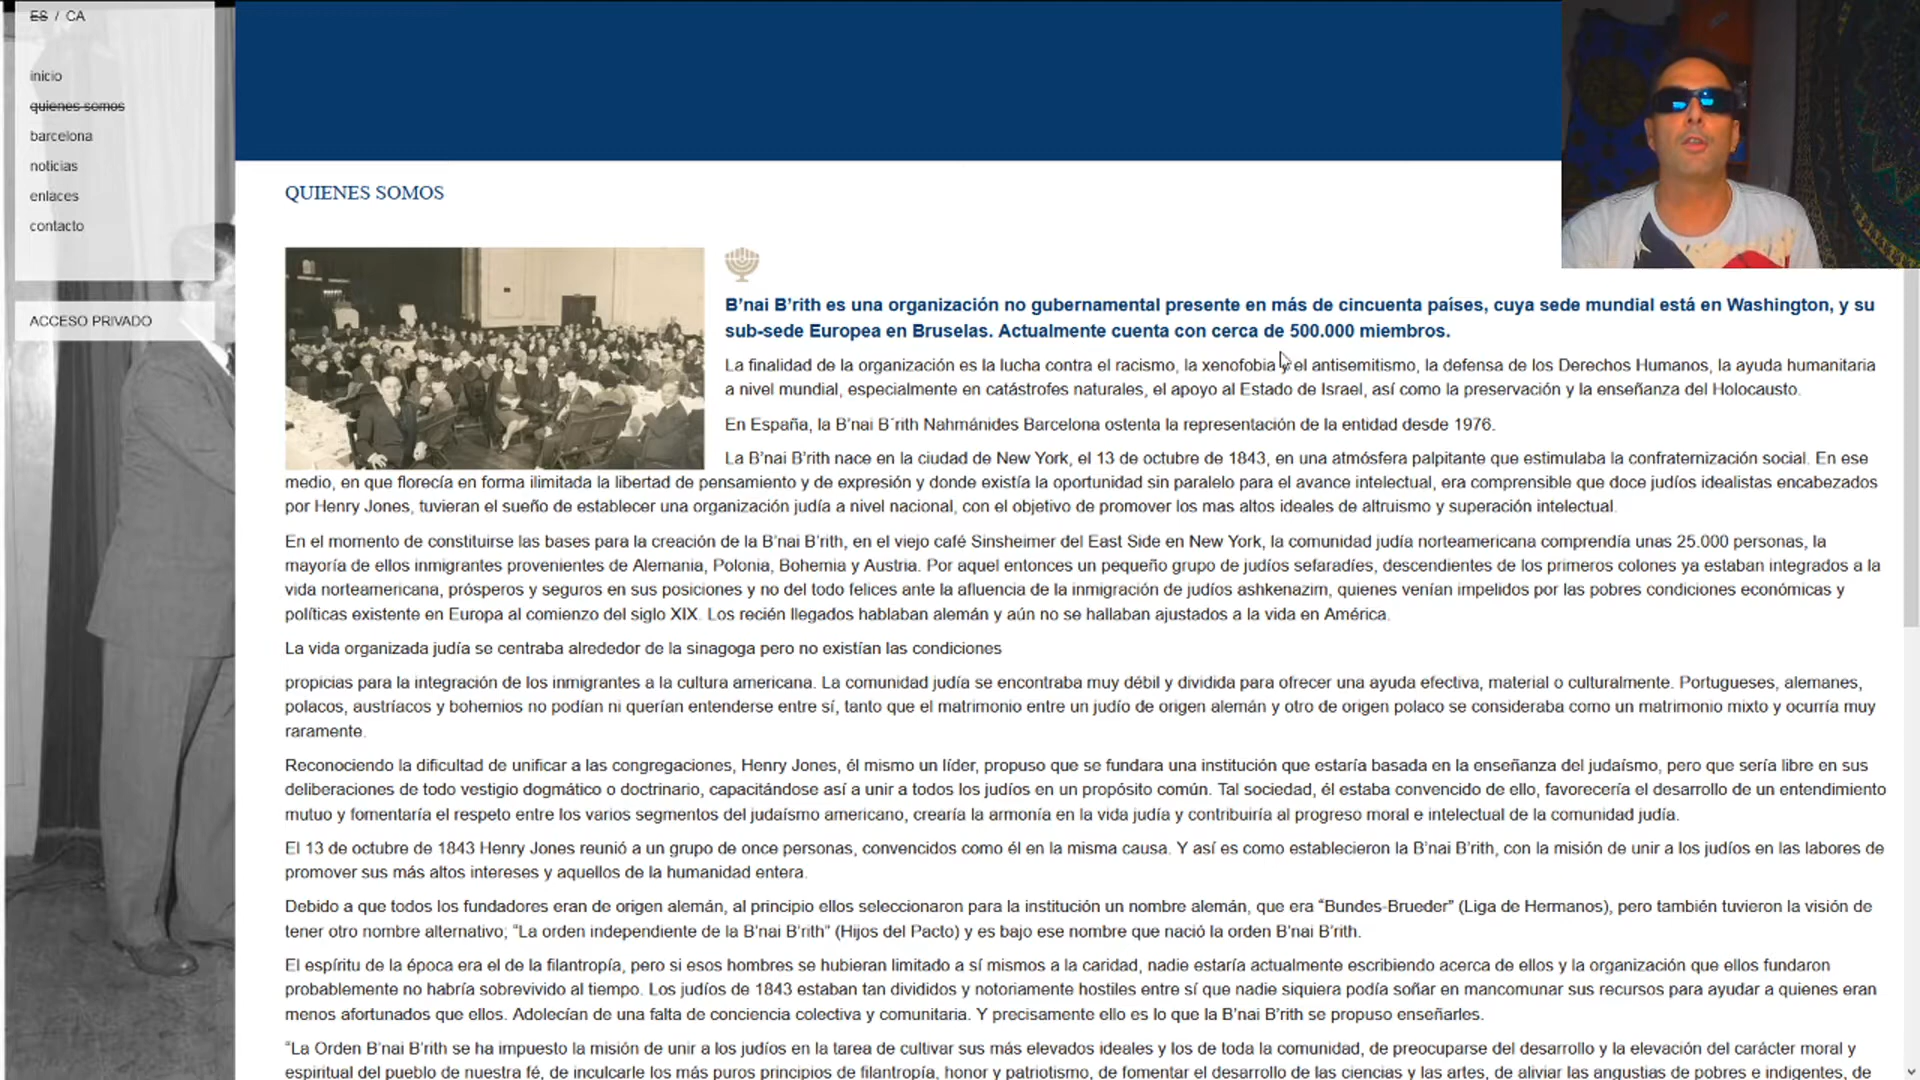 ES / CA
inicio
quienes somos
barcelona
noticias
enlaces
contacto
ACCESO PRIVADO
QUIENES SOMOS
B'nai B'rith es una organización no gubernamental presente en más de cincuenta países, cuya sede mundial está en Washington, y su
sub-sede Europea en Bruselas. Actualmente cuenta con cerca de 500.000 miembros.
La finalidad de la organización es la lucha contra el racismo, la xenofobia y el antisemitismo, la defensa de los Derechos Humanos, la ayuda humanitaria
a nivel mundial, especialmente en catástrofes naturales, el apoyo al Estado de Israel, así como la preservación y la enseñanza del Holocausto.
En España, la B'nai B´rith Nahmánides Barcelona ostenta la representación de la entidad desde 1976.
La B'nai B'rith nace en la ciudad de New York, el 13 de octubre de 1843, en una atmósfera palpitante que estimulaba la confraternización social. En ese
medio, en que florecía en forma ilimitada la libertad de pensamiento y de expresión y donde existía la oportunidad sin paralelo para el avance intelectual, era comprensible que doce judíos idealistas encabezados
por Henry Jones, tuvieran el sueño de establecer una organización judía a nivel nacional, con el objetivo de promover los mas altos ideales de altruismo y superación intelectual.
En el momento de constituirse las bases para la creación de la B'nai B'rith, en el viejo café Sinsheimer del East Side en New York, la comunidad judía norteamericana comprendía unas 25.000 personas, la
mayoría de ellos inmigrantes provenientes de Alemania, Polonia, Bohemia y Austria. Por aquel entonces un pequeño grupo de judíos sefaradíes, descendientes de los primeros colones ya estaban integrados a la
vida norteamericana, prósperos y seguros en sus posiciones y no del todo felices ante la afluencia de la inmigración de judíos ashkenazim, quienes venían impelidos por las pobres condiciones económicas y
políticas existente en Europa al comienzo del siglo XIX. Los recién llegados hablaban alemán y aún no se hallaban ajustados a la vida en América.
La vida organizada judía se centraba alrededor de la sinagoga pero no existían las condiciones
propicias para la integración de los inmigrantes a la cultura americana. La comunidad judía se encontraba muy débil y dividida para ofrecer una ayuda efectiva, material o culturalmente. Portugueses, alemanes,
polacos, austríacos y bohemios no podían ni querían entenderse entre sí, tanto que el matrimonio entre un judío de origen alemán y otro de origen polaco se consideraba como un matrimonio mixto y ocurría muy
raramente.
Reconociendo la dificultad de unificar a las congregaciones, Henry Jones, él mismo un líder, propuso que se fundara una institución que estaría basada en la enseñanza del judaísmo, pero que sería libre en sus
deliberaciones de todo vestigio dogmático o doctrinario, capacitándose así a unir a todos los judíos en un propósito común. Tal sociedad, él estaba convencido de ello, favorecería el desarrollo de un entendimiento
mutuo y fomentaría el respeto entre los varios segmentos del judaísmo americano, crearía la armonía en la vida judía y contribuiría al progreso moral e intelectual de la comunidad judía.
El 13 de octubre de 1843 Henry Jones reunió a un grupo de once personas, convencidos como él en la misma causa. Y así es como establecieron la B'nai B'rith, con la misión de unir a los judíos en las labores de
promover sus más altos intereses y aquellos de la humanidad entera.
Debido a que todos los fundadores eran de origen alemán, al principio ellos seleccionaron para la institución un nombre alemán, que era “Bundes-Brueder” (Liga de Hermanos), pero también tuvieron la visión de
tener otro nombre alternativo; “La orden independiente de la B'nai B'rith” (Hijos del Pacto) y es bajo ese nombre que nació la orden B'nai B'rith.
El espíritu de la época era el de la filantropía, pero si esos hombres se hubieran limitado a sí mismos a la caridad, nadie estaría actualmente escribiendo acerca de ellos y la organización que ellos fundaron
probablemente no habría sobrevivido al tiempo. Los judíos de 1843 estaban tan divididos y notoriamente hostiles entre sí que nadie siquiera podía soñar en mancomunar sus recursos para ayudar a quienes eran
menos afortunados que ellos. Adolecían de una falta de conciencia colectiva y comunitaria. Y precisamente ello es lo que la B'nai B'rith se propuso enseñarles.
“La Orden B'nai B'rith se ha impuesto la misión de unir a los judíos en la tarea de cultivar sus más elevados ideales y los de toda la comunidad, de preocuparse del desarrollo y la elevación del carácter moral y
espiritual del pueblo de nuestra fé, de inculcarle los más puros principios de filantropía, honor y patriotismo, de fomentar el desarrollo de las ciencias y las artes, de aliviar las angustias de pobres e indigentes, de